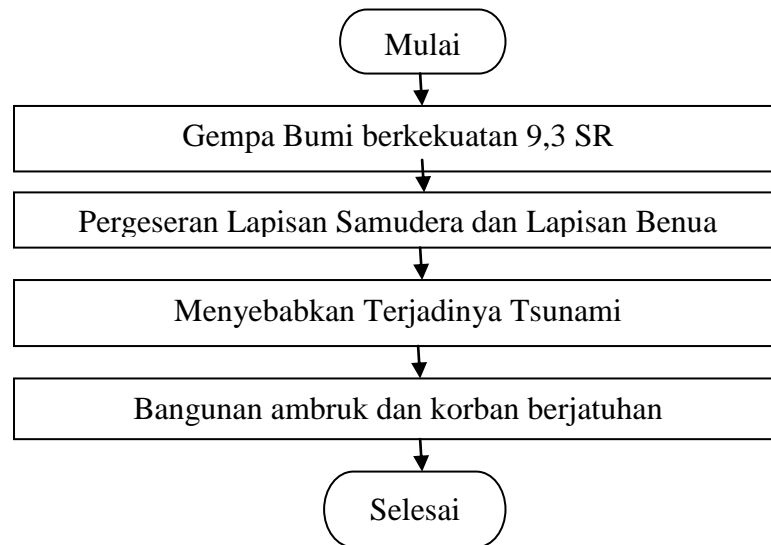 Mulai
Gempa Bumi berkekuatan 9,3 SR
Pergeseran Lapisan Samudera dan Lapisan Benua
Menyebabkan Terjadinya Tsunami
Bangunan ambruk dan korban berjatuhan
Selesai